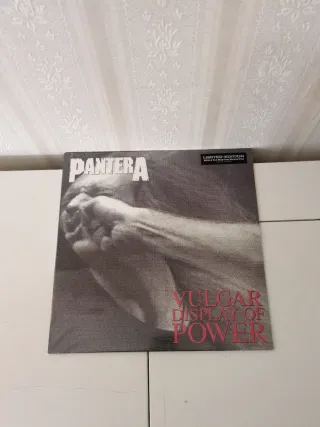 PANTERA
LIMITED EDITION
VULGAR
DISPLAY OF
POWER